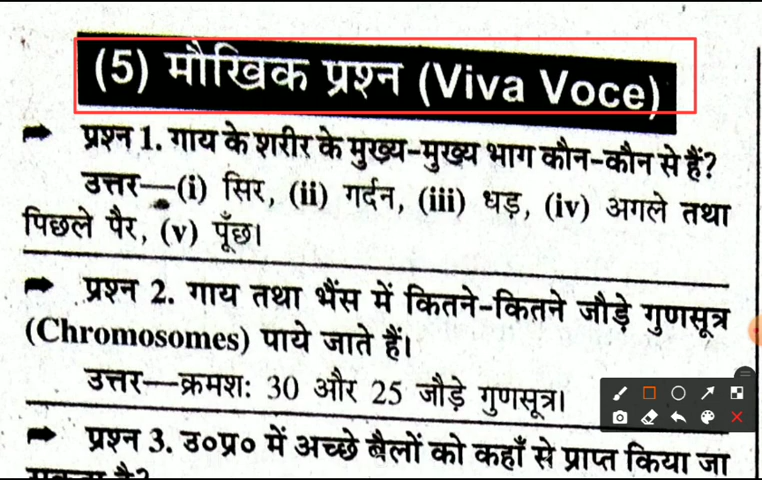 (5) मौखिक प्रश्न (Viva Voce)
➡ प्रश्न 1. गाय के शरीर के मुख्य-मुख्य भाग कौन-कौन से हैं?
उत्तर—(i) सिर, (ii) गर्दन, (iii) धड़, (iv) अगले तथा
पिछले पैर, (v) पूँछ।
➡ प्रश्न 2. गाय तथा भैंस में कितने-कितने जौड़े गुणसूत्र
(Chromosomes) पाये जाते हैं।
उत्तर—क्रमशः 30 और 25 जौड़े गुणसूत्र।
➡ प्रश्न 3. उ०प्र० में अच्छे बैलों को कहाँ से प्राप्त किया जा
सकता है?